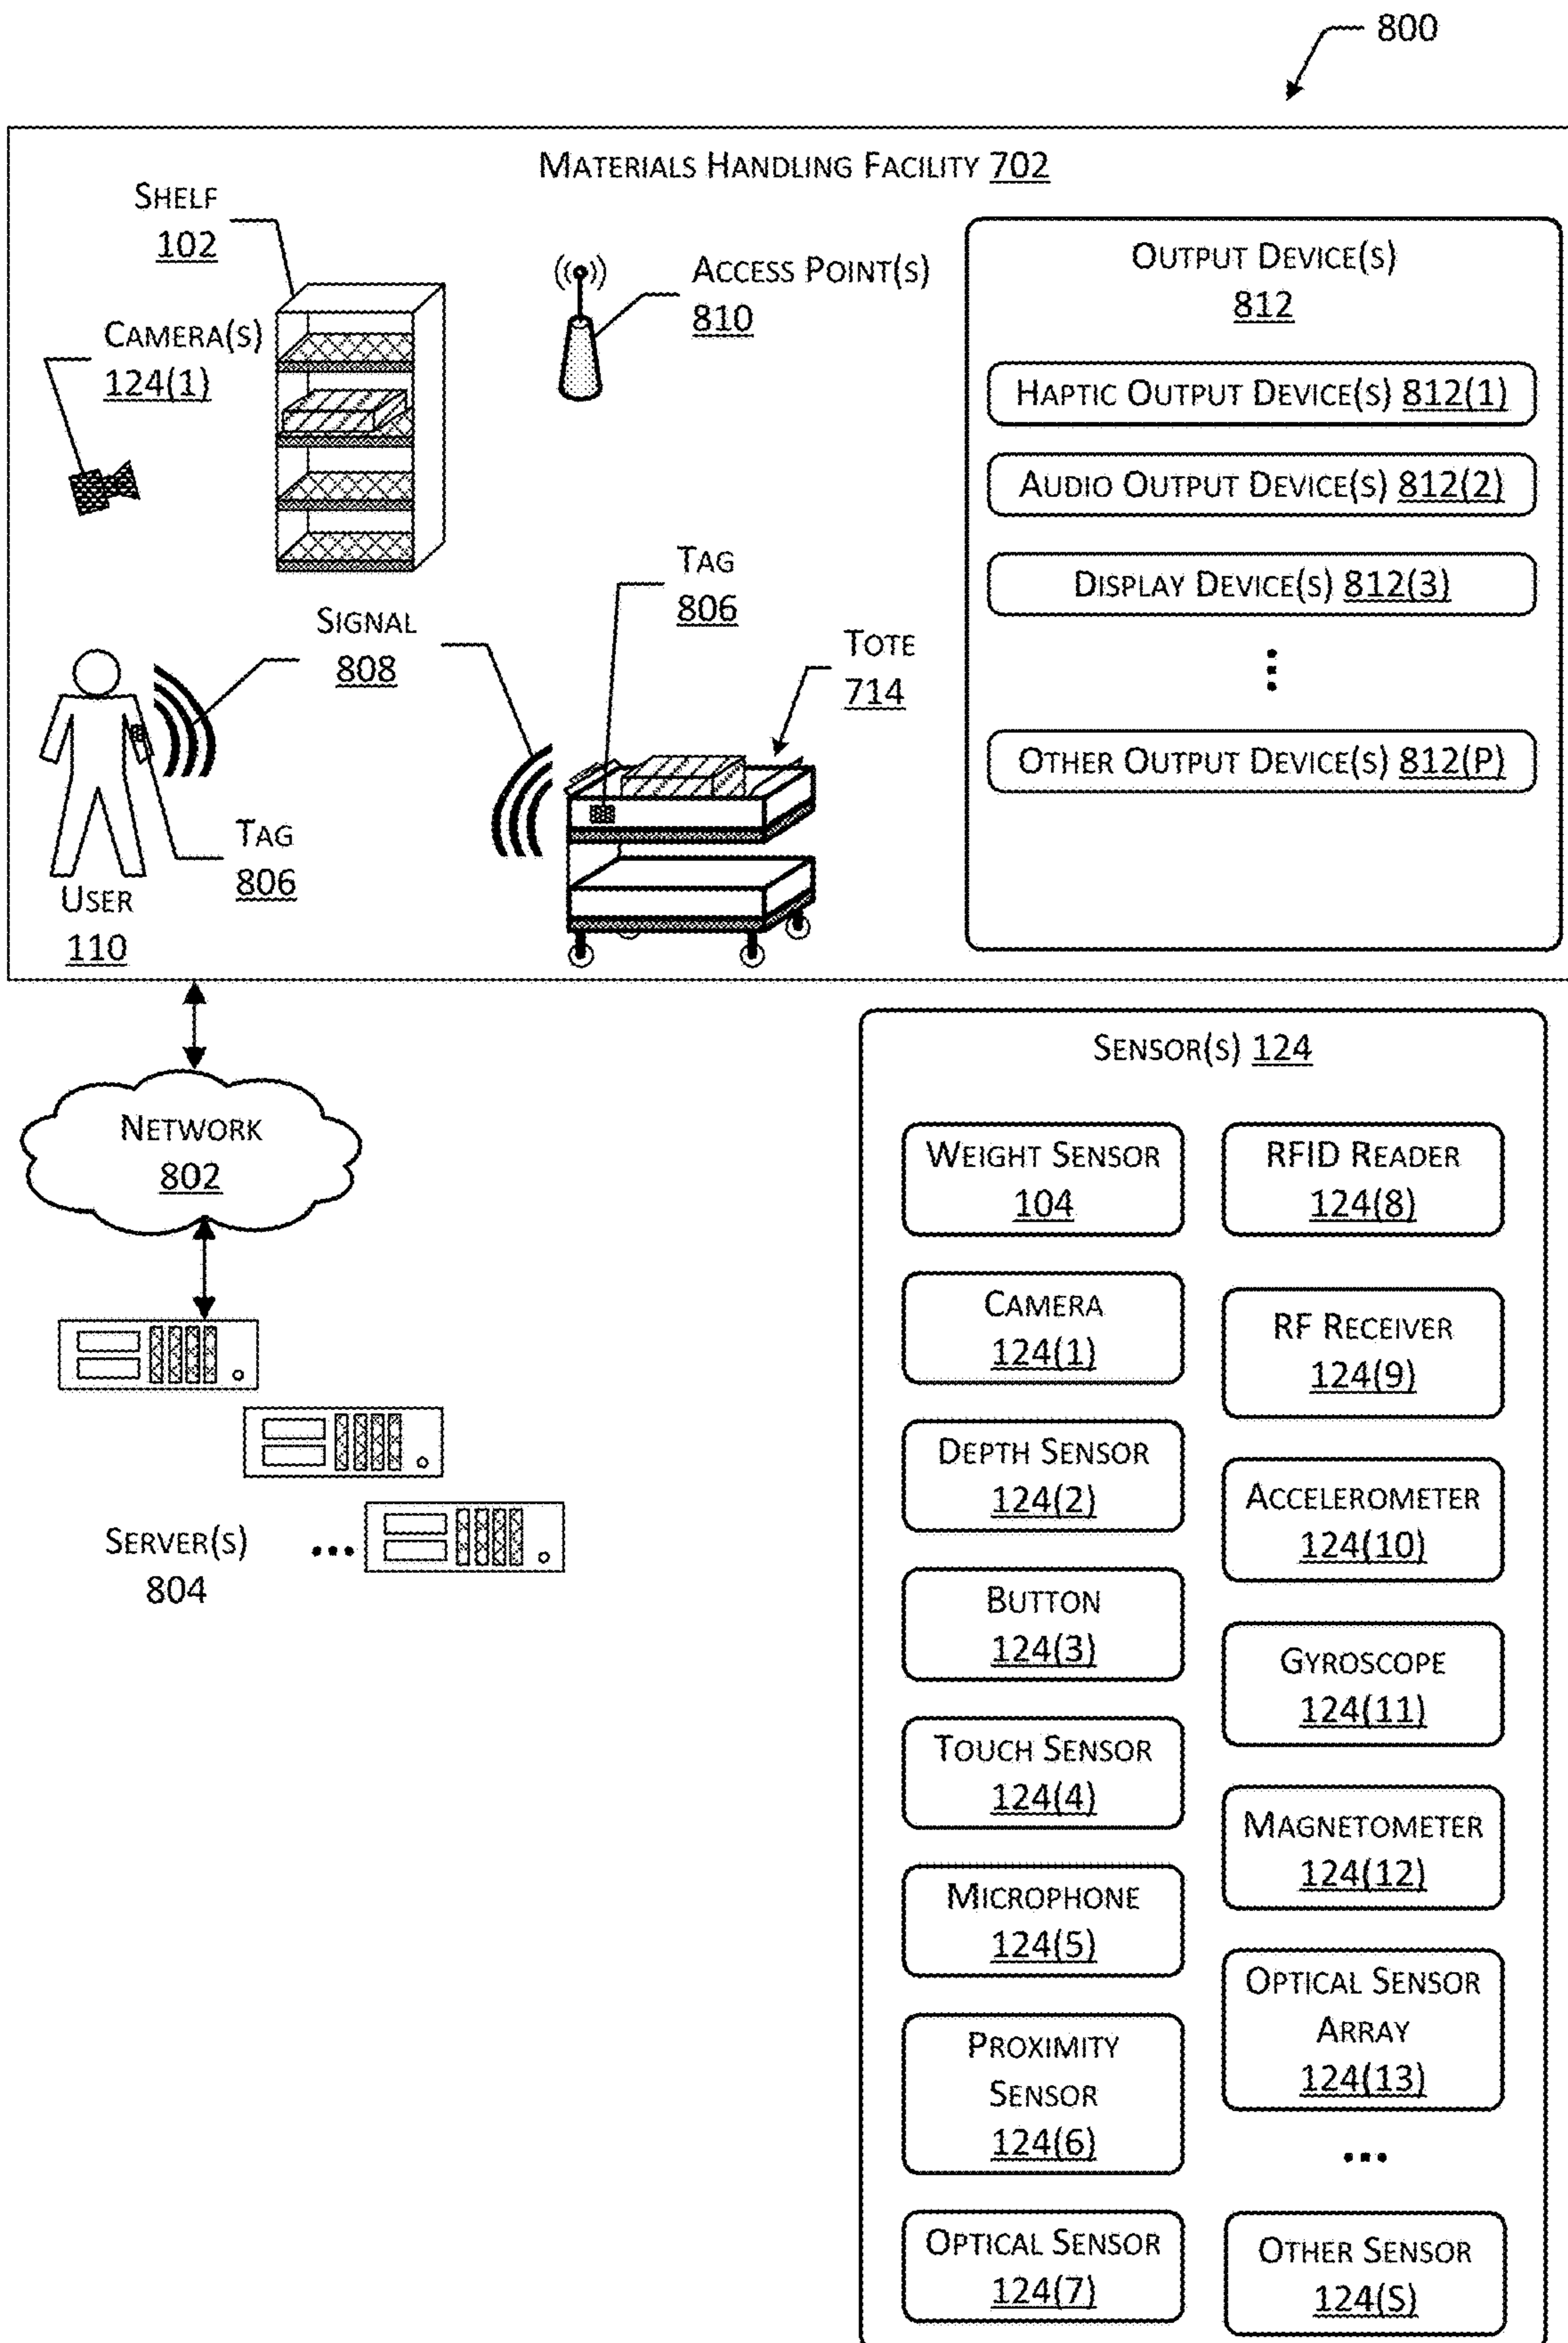 800
MATERIALS HANDLING FACILITY 702
SHELF
102
CAMERA(S)
124(1)
ACCESS POINT(S)
810
OUTPUT DEVICE(S)
812
HAPTIC OUTPUT DEVICE(S) 812(1)
AUDIO OUTPUT DEVICE(S) 812(2)
DISPLAY DEVICE(S) 812(3)
⋮
OTHER OUTPUT DEVICE(S) 812(P)
TAG
806
SIGNAL
808
TOTE
714
TAG
806
USER
110
NETWORK
802
SERVER(S)
804
...
SENSOR(S) 124
WEIGHT SENSOR
104
CAMERA
124(1)
DEPTH SENSOR
124(2)
BUTTON
124(3)
TOUCH SENSOR
124(4)
MICROPHONE
124(5)
PROXIMITY
SENSOR
124(6)
OPTICAL SENSOR
124(7)
RFID READER
124(8)
RF RECEIVER
124(9)
ACCELEROMETER
124(10)
GYROSCOPE
124(11)
MAGNETOMETER
124(12)
OPTICAL SENSOR
ARRAY
124(13)
...
OTHER SENSOR
124(S)